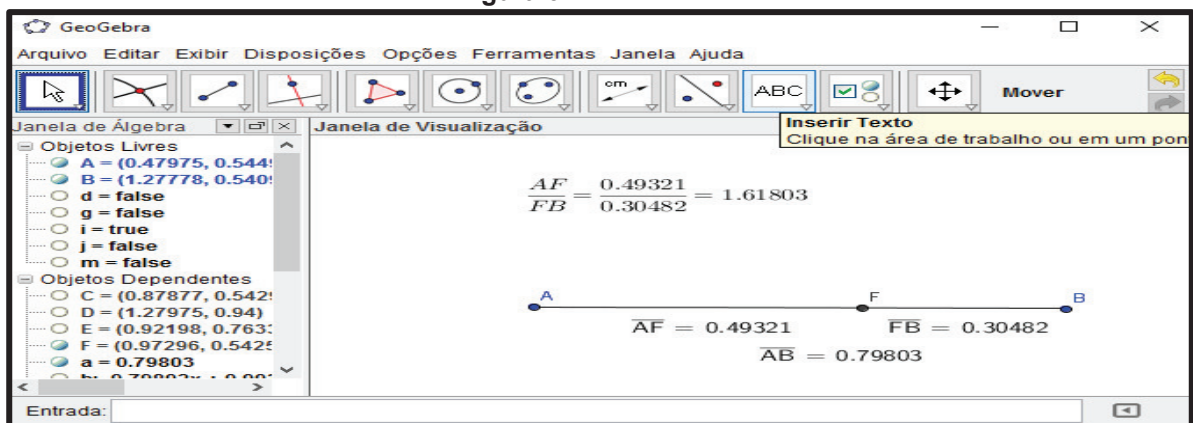 GeoGebra
Arquivo Editar Exibir Disposições Opções Ferramentas Janela Ajuda
cm
ABC
Mover
Janela de Álgebra
Janela de Visualização
Inserir Texto
Clique na área de trabalho ou em um pon
Objetos Livres
A = (0.47975, 0.544
B = (1.27778, 0.540
d = false
g = false
i = true
j = false
m = false
Objetos Dependentes
C = (0.87877, 0.542
D = (1.27975, 0.94)
E = (0.92198, 0.763
F = (0.97296, 0.5425
a = 0.79803
AF/FB = 0.49321/0.30482 = 1.61803
A F B
AF = 0.49321 FB = 0.30482
AB = 0.79803
Entrada: